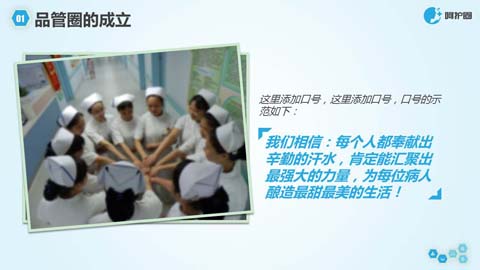 01 品管圈的成立
呵护圈
这里添加口号，这里添加口号，口号的示
范如下：
我们相信：每个人都奉献出
辛勤的汗水，肯定能汇聚出
最强大的力量，为每位病人
酿造最甜最美的生活！